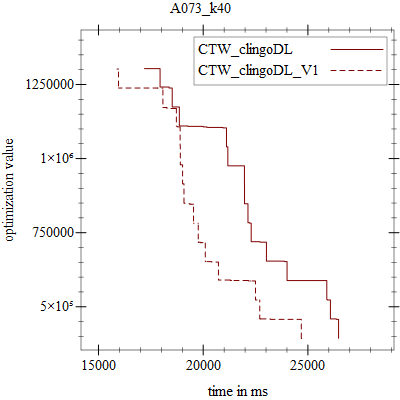 A073_k40
CTW_clingoDL
CTW_clingoDL_V1
optimization value
1250000
1×10⁶
750000
5×10⁵
15000 20000 25000
time in ms